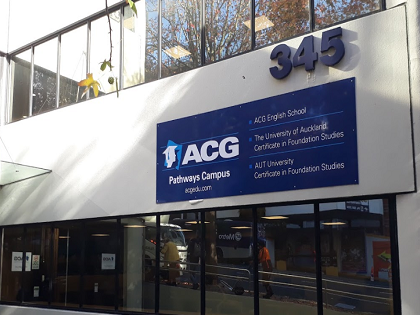 345
ACG
Pathways Campus
acgedu.com
ACG English School
The University of Auckland
Certificate in Foundation Studies
AUT University
Certificate in Foundation Studies
ACG